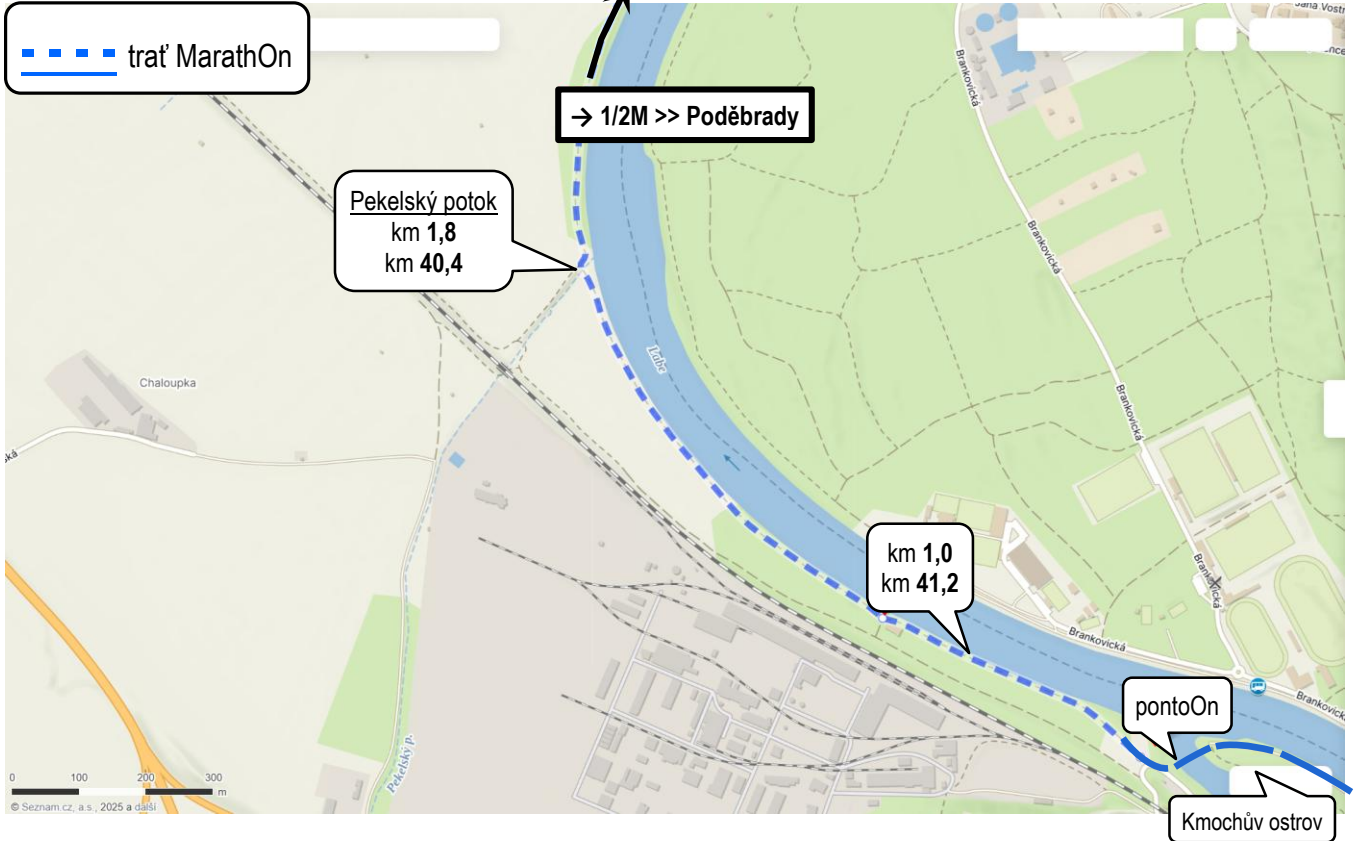 trať MarathOn
→ 1/2M >> Poděbrady
Pekelský potok
km 1,8
km 40,4
Brankovická
Brankovická
Brankovická
Labe
Chaloupka
ská
km 1,0
km 41,2
Brankovická
Brankovická
Brankovická
pontoOn
Pekelský p.
0 100 200 300
m
© Seznam.cz, a.s., 2025 a další
Kmochův ostrov